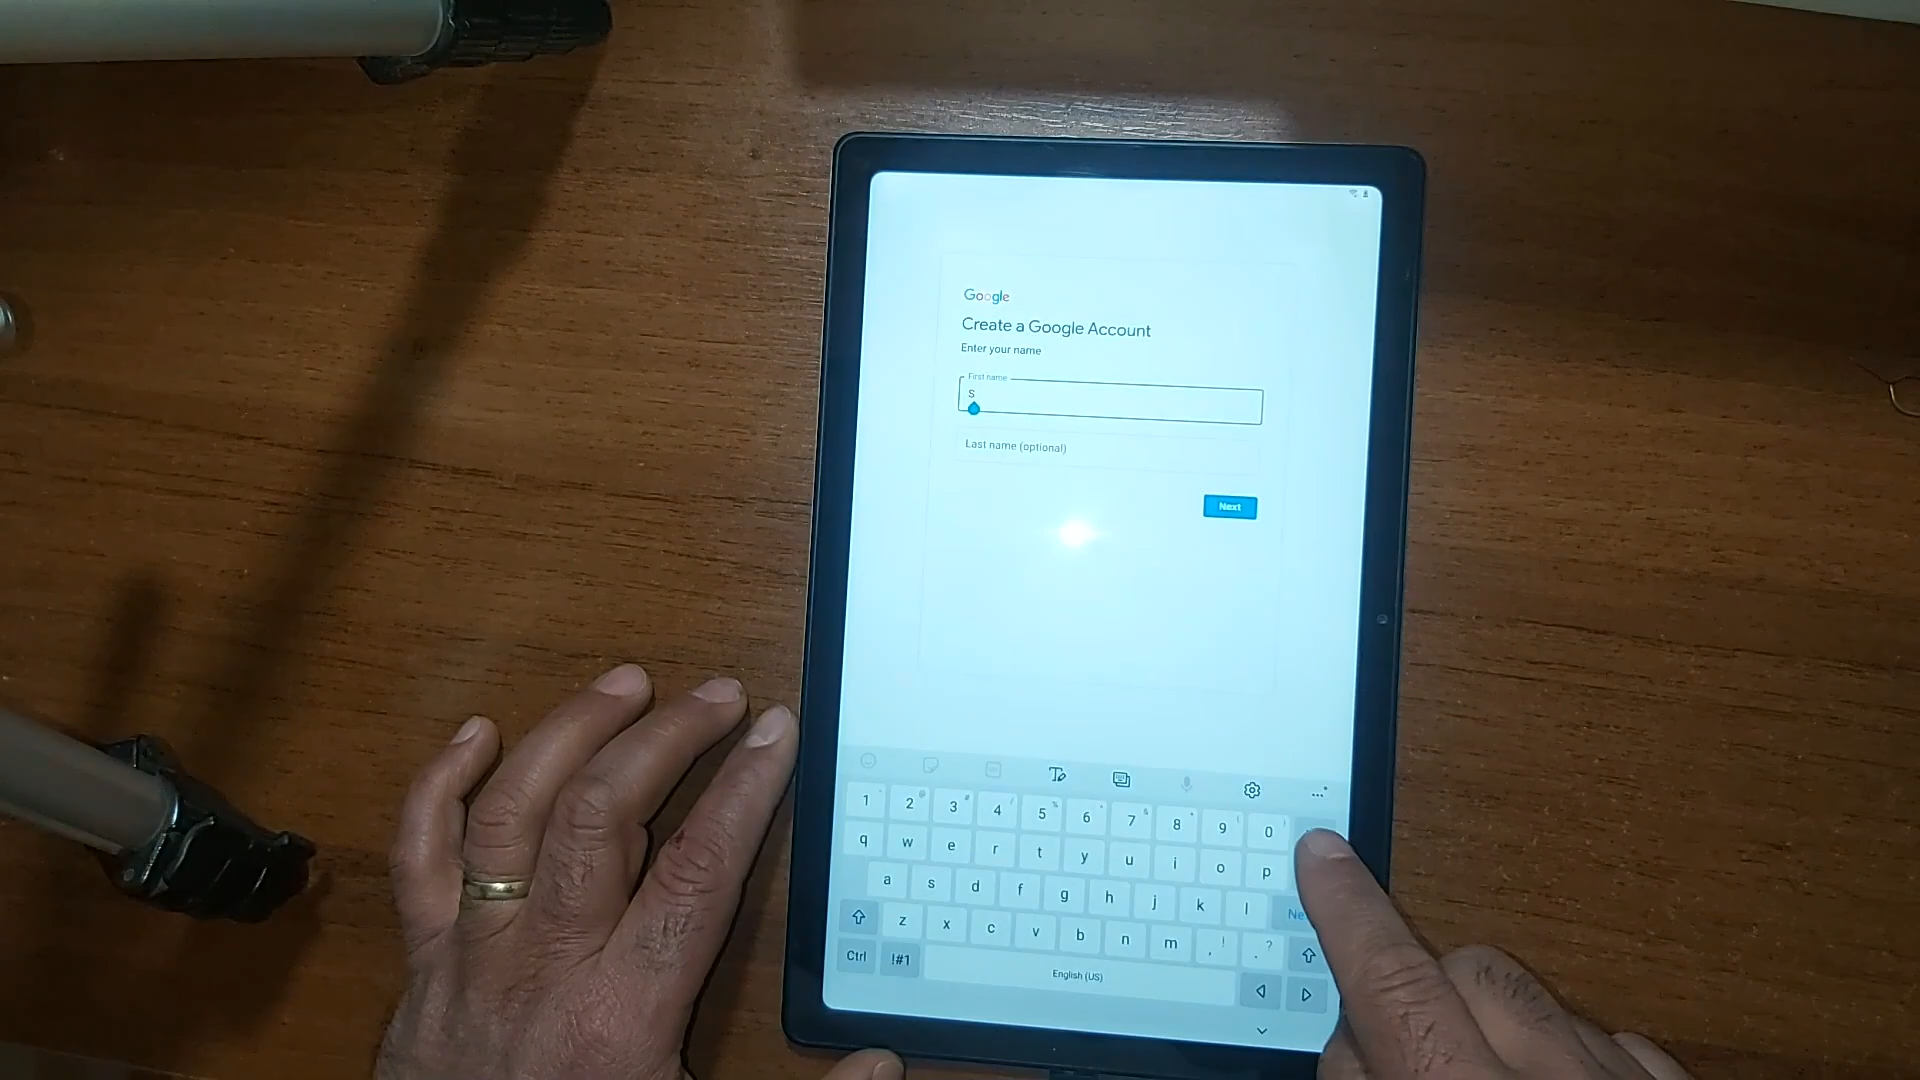 Google
Create a Google Account
Enter your name
First name
S
Last name (optional)
Next
1 2 3 4 5 6 7 8 9 0
q w e r t y u i o p
a s d f g h j k l Ne
z x c v b n m , ! . ?
Ctrl !#1 English (US)